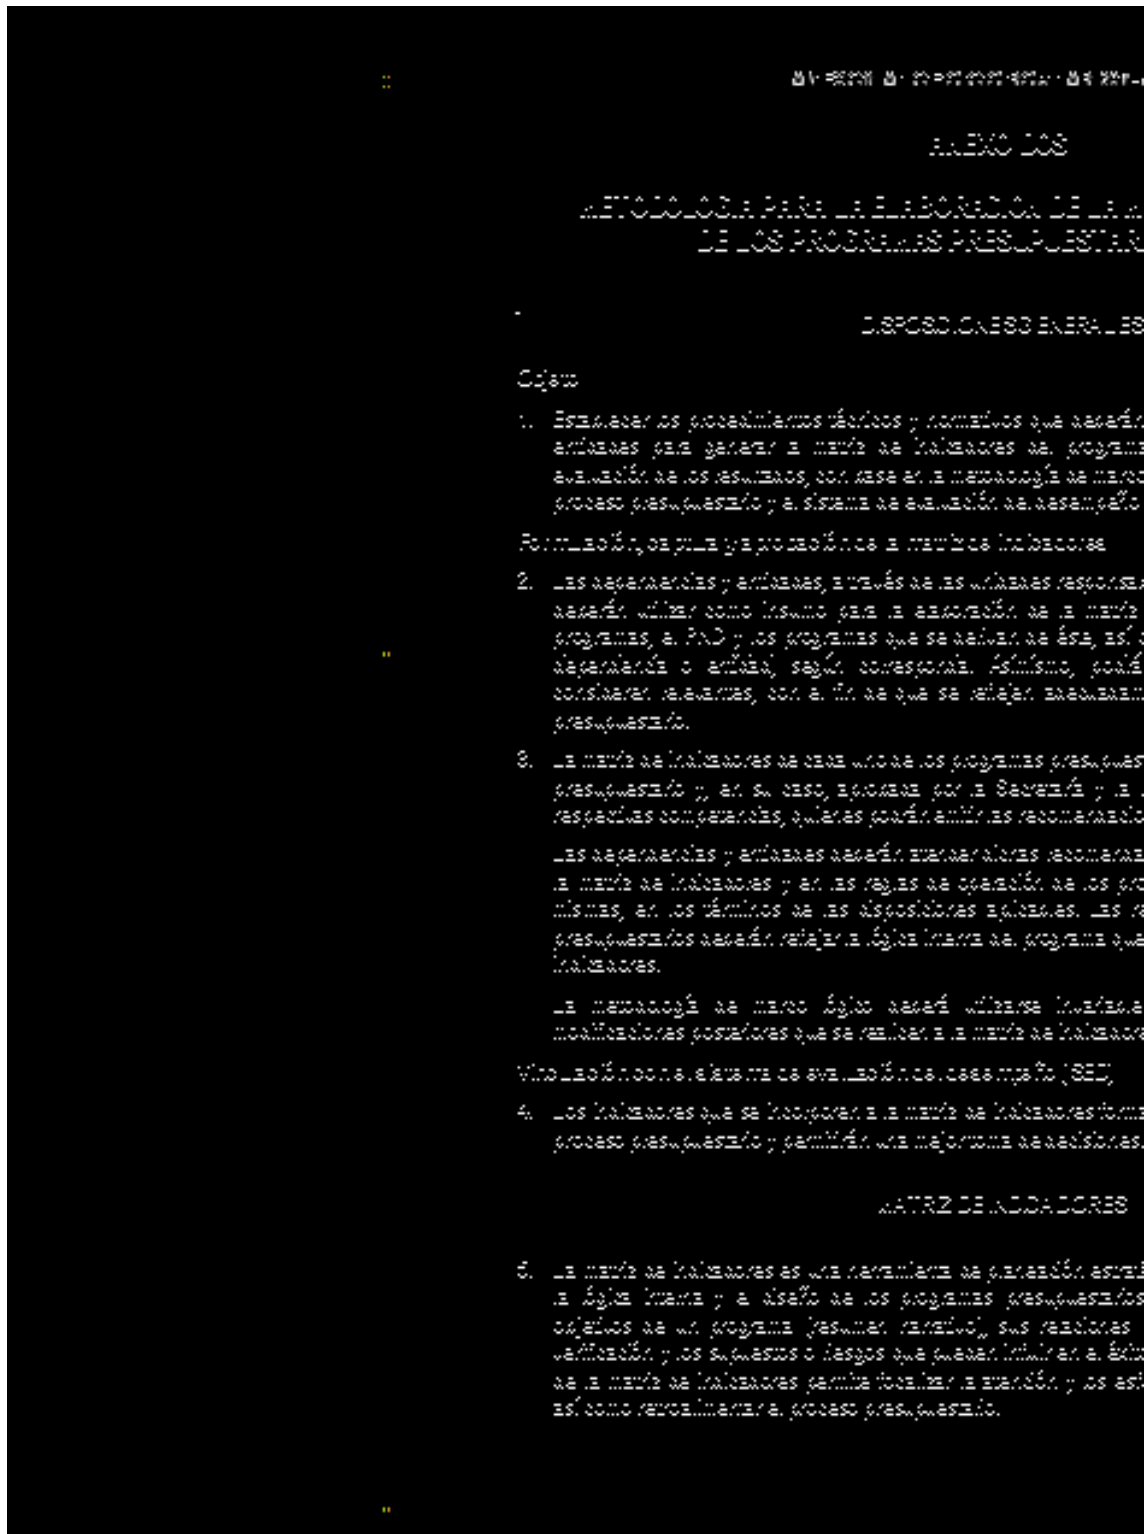 ANEXO DOS
METODOLOGIA PARA LA ELABORACION DE LA M
DE LOS PROGRAMAS PRESUPUESTAR
DISPOSICIONES GENERALES
Objeto
1. Establecer los procedimientos técnicos y normativos que deberán
entidades para generar la matriz de indicadores del programa
evaluación de los resultados, con base en la metodología de marco
proceso presupuestario y el sistema de evaluación del desempeño
Formulación, captura y aprobación de la matriz de indicadores
2. Las dependencias y entidades, a través de las unidades responsa
deberán utilizar como insumo para la elaboración de la matriz
programas, el PND y los programas que se derivan de éste, así
dependencia o entidad, según corresponda. Asimismo, podrá
consideren relevantes, con el fin de que se reflejen adecuadam
presupuestario.
3. La matriz de indicadores de cada uno de los programas presupues
presupuestario y, en su caso, aprobada por la Secretaría y la
respectivas competencias, quienes podrán emitir las recomendacio
Las dependencias y entidades deberán atender dichas recomenda
la matriz de indicadores y en las reglas de operación de los pro
mismas, en los términos de las disposiciones aplicables. Las re
presupuestarios deberán reflejar la lógica interna del programa que
indicadores.
La metodología de marco lógico deberá utilizarse invariable
modificaciones posteriores que se realicen a la matriz de indicadore
Vinculación con el sistema de evaluación del desempeño (SED)
4. Los indicadores que se incorporen a la matriz de indicadores forma
proceso presupuestario y permitirán una mejor toma de decisiones.
MATRIZ DE INDICADORES
5. La matriz de indicadores es una herramienta de planeación estraté
la lógica interna y el diseño de los programas presupuestarios
objetivos de un programa (resumen narrativo), sus relaciones
verificación y los supuestos o riesgos que pueden influir en el éxito
de la matriz de indicadores permite focalizar la atención y los esf
así como retroalimentar el proceso presupuestario.